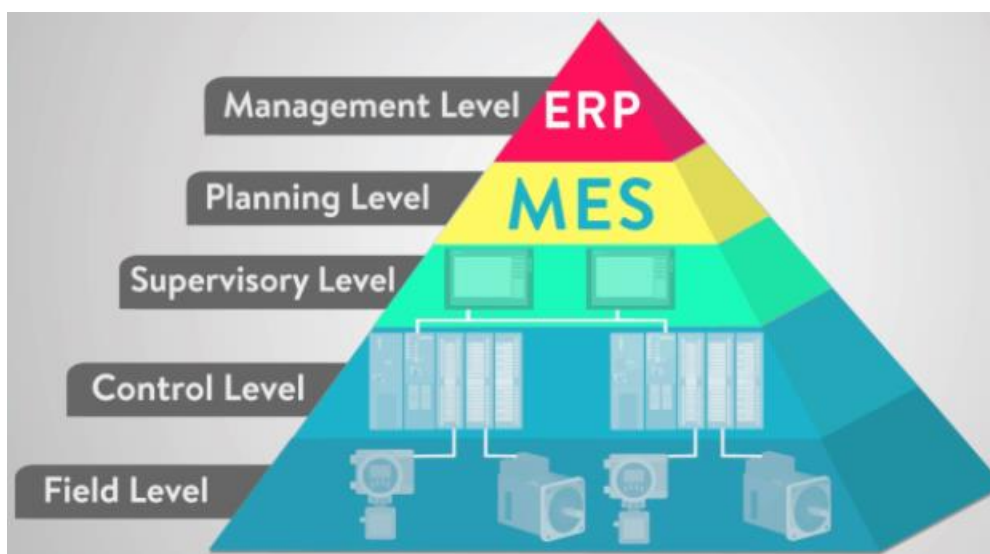 Management Level
ERP
Planning Level
MES
Supervisory Level
Control Level
Field Level